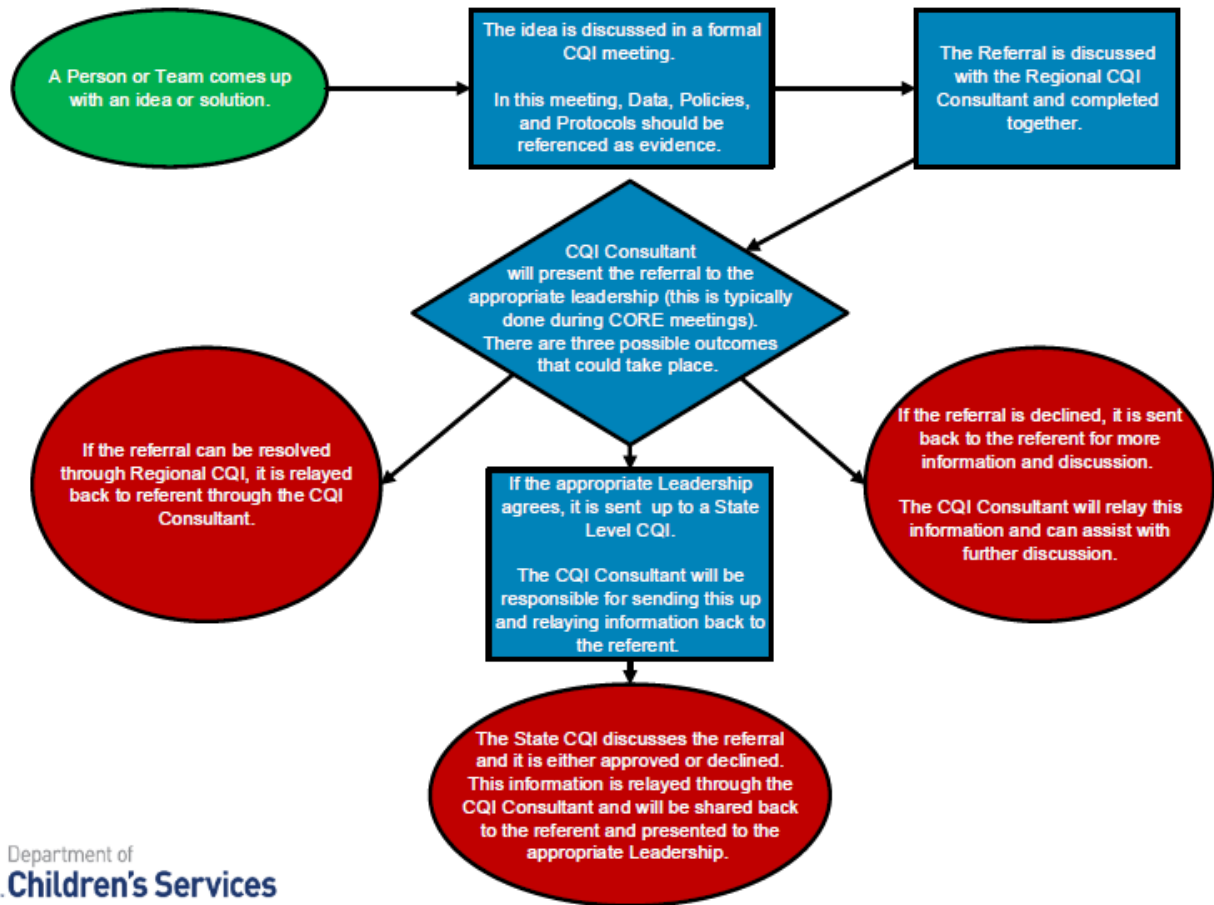 A Person or Team comes up
with an idea or solution.
The idea is discussed in a formal
CQI meeting.
In this meeting, Data, Policies,
and Protocols should be
referenced as evidence.
The Referral is discussed
with the Regional CQI
Consultant and completed
together.
CQI Consultant
will present the referral to the
appropriate leadership (this is typically
done during CORE meetings).
There are three possible outcomes
that could take place.
If the referral can be resolved
through Regional CQI, it is relayed
back to referent through the CQI
Consultant.
If the appropriate Leadership
agrees, it is sent up to a State
Level CQI.
The CQI Consultant will be
responsible for sending this up
and relaying information back to
the referent.
If the referral is declined, it is sent
back to the referent for more
information and discussion.
The CQI Consultant will relay this
information and can assist with
further discussion.
The State CQI discusses the referral
and it is either approved or declined.
This information is relayed through the
CQI Consultant and will be shared back
to the referent and presented to the
appropriate Leadership.
Department of
Children's Services